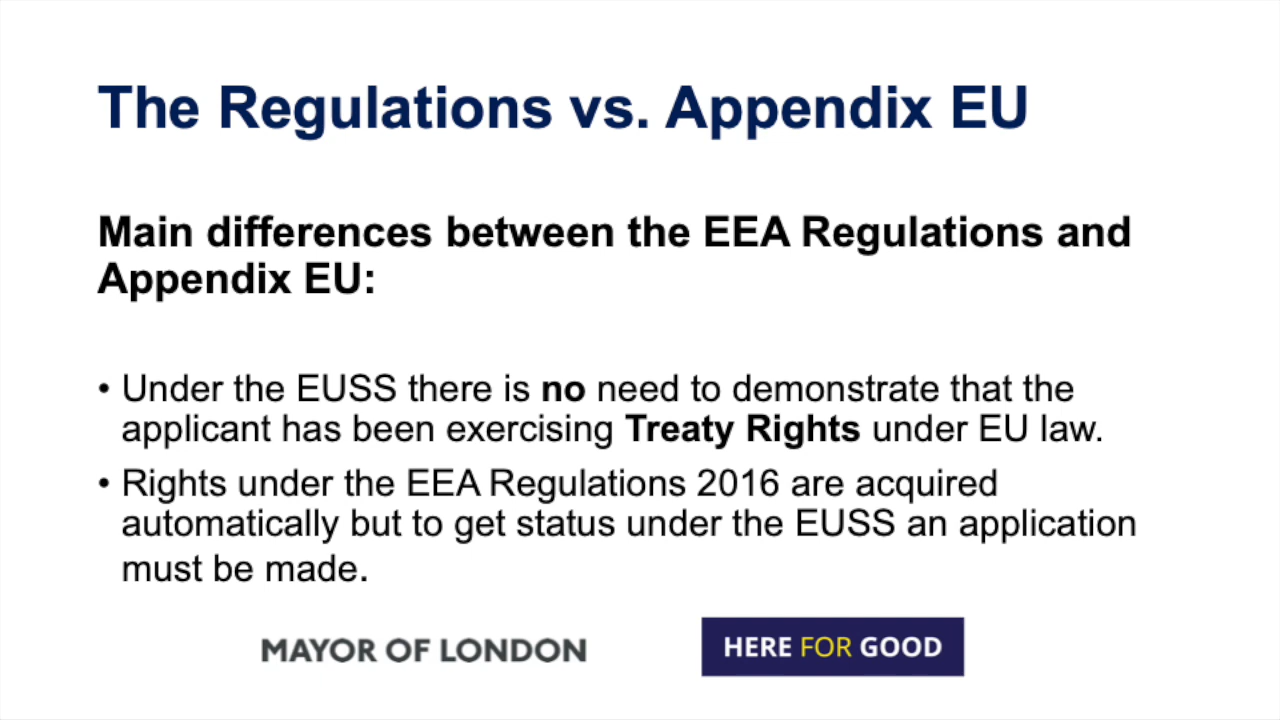 The Regulations vs. Appendix EU
Main differences between the EEA Regulations and
Appendix EU:
• Under the EUSS there is no need to demonstrate that the
applicant has been exercising Treaty Rights under EU law.
• Rights under the EEA Regulations 2016 are acquired
automatically but to get status under the EUSS an application
must be made.
MAYOR OF LONDON
HERE FOR GOOD